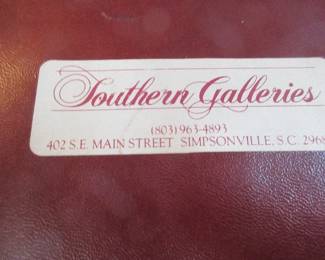 Southern Galleries
(803) 963-4893
402 S.E. MAIN STREET SIMPSONVILLE, S.C.